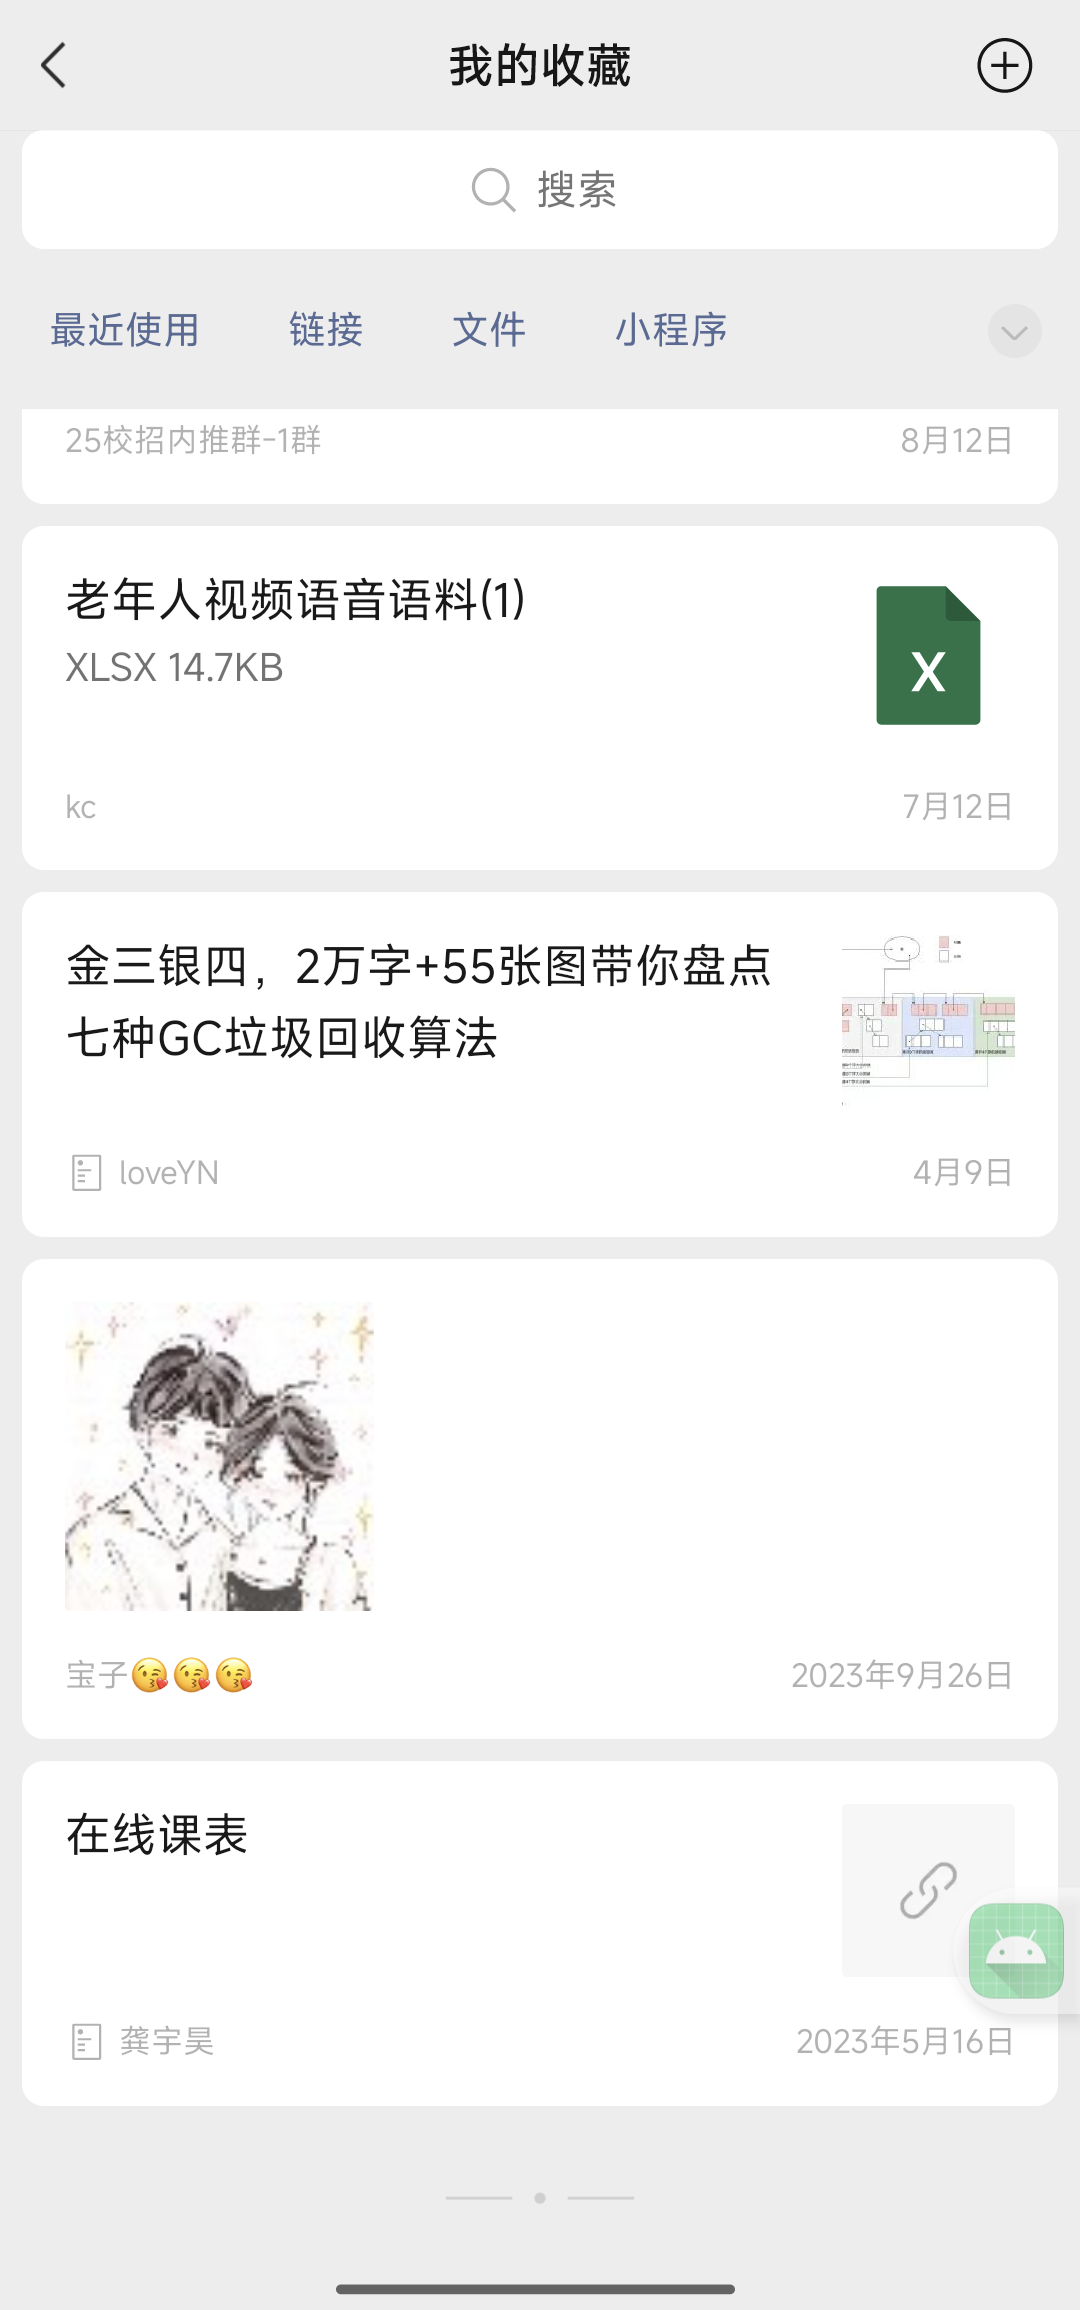 我的收藏
搜索
最近使用 链接 文件 小程序
25校招内推群-1群 8月12日
老年人视频语音语料(1)
XLSX 14.7KB
X
kc 7月12日
金三银四，2万字+55张图带你盘点
七种GC垃圾回收算法
loveYN 4月9日
宝子😘😘😘 2023年9月26日
在线课表
龚宇昊 2023年5月16日